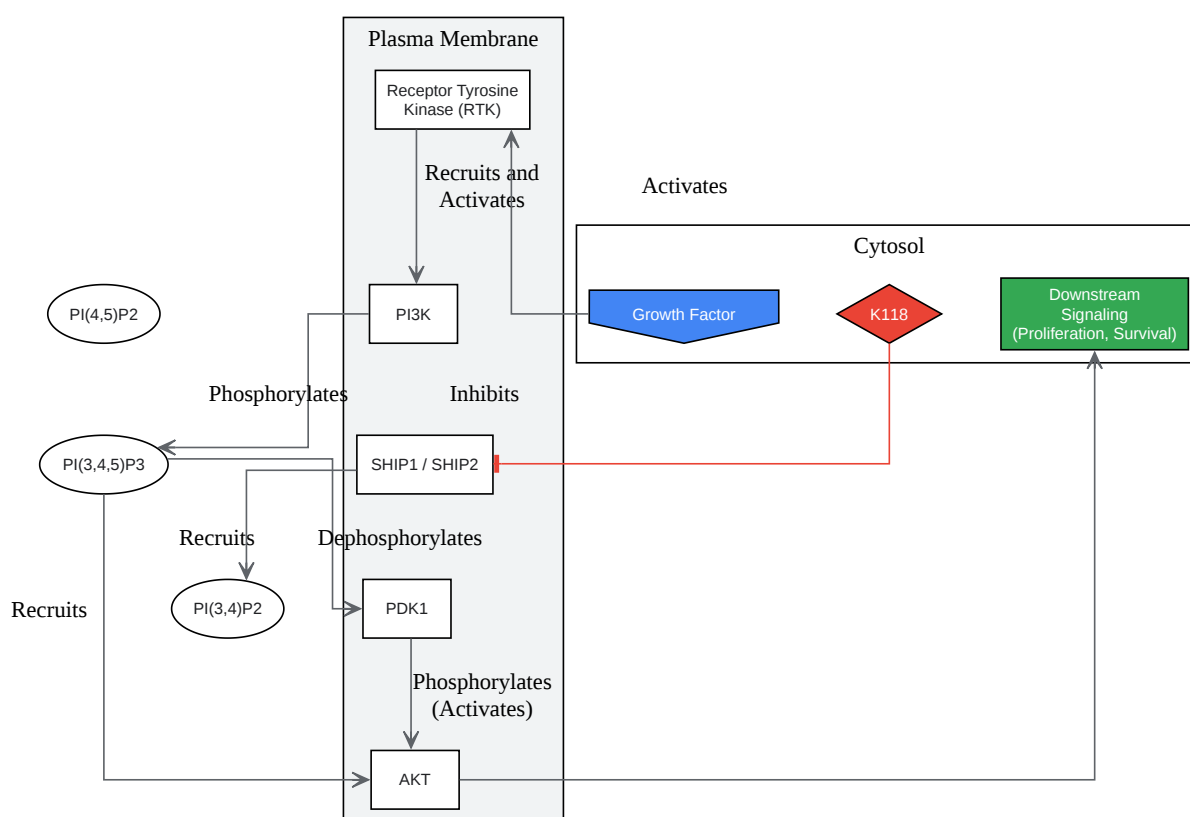 Plasma Membrane
Receptor Tyrosine
Kinase (RTK)
Recruits and
Activates
Activates
Cytosol
PI(4,5)P2
PI3K
Growth Factor
K118
Downstream
Signaling
(Proliferation, Survival)
Phosphorylates
Inhibits
PI(3,4,5)P3
SHIP1 / SHIP2
Recruits
Dephosphorylates
Recruits
PI(3,4)P2
PDK1
Phosphorylates
(Activates)
AKT